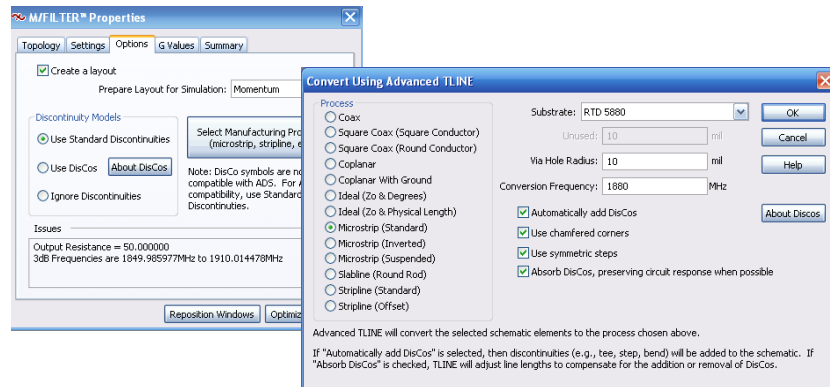 M/FILTER™ Properties
Topology Settings Options G Values Summary
Create a layout
Prepare Layout for Simulation: Momentum
Discontinuity Models
Use Standard Discontinuities
Use DisCos About DisCos
Ignore Discontinuities
Select Manufacturing Pro
(microstrip, stripline, e
Note: DisCo symbols are no
compatible with ADS. For A
compatibility, use Standard
Discontinuities.
Issues
Output Resistance = 50.000000
3dB Frequencies are 1849.985977MHz to 1910.014478MHz
Reposition Windows Optimiz
Convert Using Advanced TLINE
Process
Coax
Square Coax (Square Conductor)
Square Coax (Round Conductor)
Coplanar
Coplanar With Ground
Ideal (Zo & Degrees)
Ideal (Zo & Physical Length)
Microstrip (Standard)
Microstrip (Inverted)
Microstrip (Suspended)
Slabline (Round Rod)
Stripline (Standard)
Stripline (Offset)
Substrate: RTD 5880
Unused: 10 mil
Via Hole Radius: 10 mil
Conversion Frequency: 1880 MHz
Automatically add DisCos
Use chamfered corners
Use symmetric steps
Absorb DisCos, preserving circuit response when possible
OK
Cancel
Help
About Discos
Advanced TLINE will convert the selected schematic elements to the process chosen above.
If "Automatically add DisCos" is selected, then discontinuities (e.g., tee, step, bend) will be added to the schematic. If
"Absorb DisCos" is checked, TLINE will adjust line lengths to compensate for the addition or removal of DisCos.